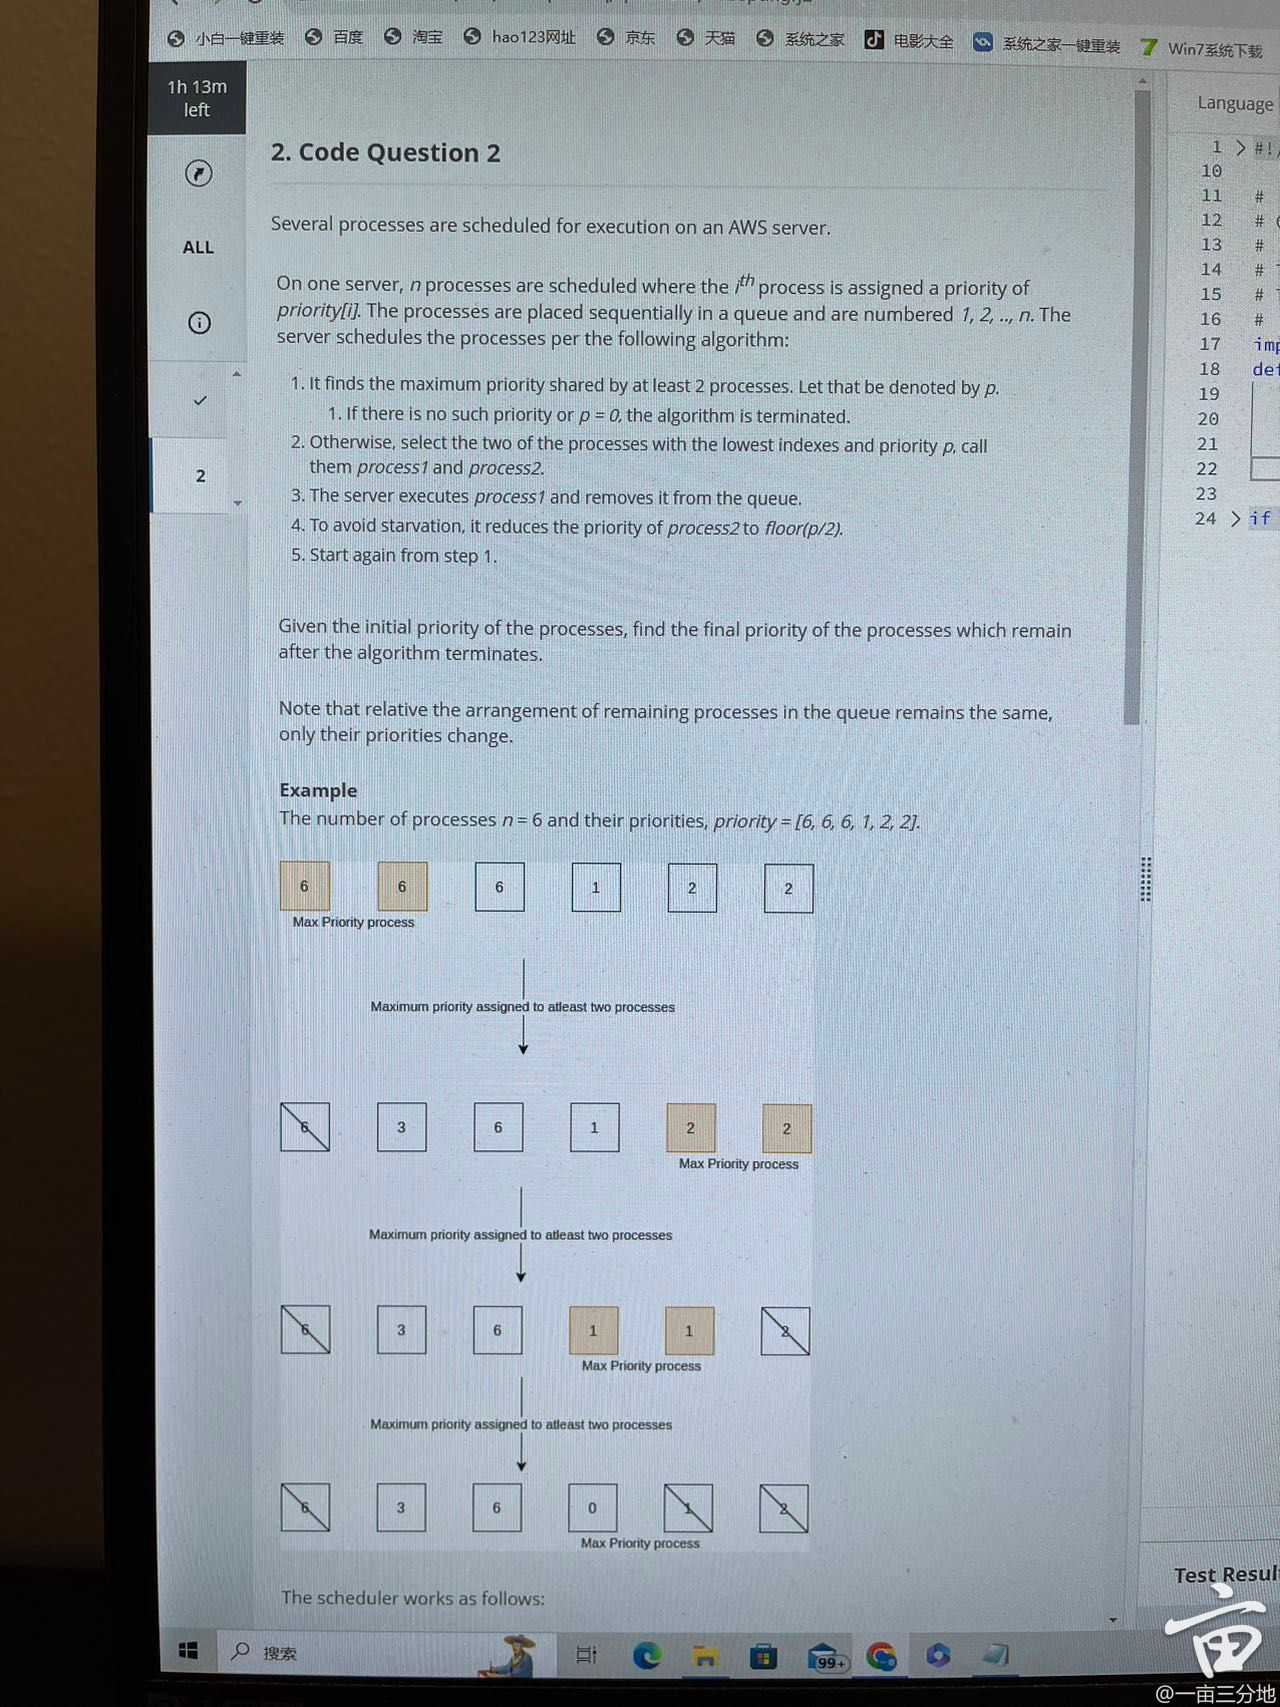 小白一键重装 百度 淘宝 hao123网址 京东 天猫 系统之家 电影大全 系统之家一键重装 Win7系统下载
1h 13m
left
Language
2. Code Question 2
1 > #!
10
11 #
12 #
13 #
14 #
15 #
16 #
17 imp
18 def
19
20
21
22
23
24 > if
ALL
2
Several processes are scheduled for execution on an AWS server.
On one server, n processes are scheduled where the ith process is assigned a priority of
priority[i]. The processes are placed sequentially in a queue and are numbered 1, 2, .., n. The
server schedules the processes per the following algorithm:
1. It finds the maximum priority shared by at least 2 processes. Let that be denoted by p.
1. If there is no such priority or p = 0, the algorithm is terminated.
2. Otherwise, select the two of the processes with the lowest indexes and priority p, call
them process1 and process2.
3. The server executes process1 and removes it from the queue.
4. To avoid starvation, it reduces the priority of process2 to floor(p/2).
5. Start again from step 1.
Given the initial priority of the processes, find the final priority of the processes which remain
after the algorithm terminates.
Note that relative the arrangement of remaining processes in the queue remains the same,
only their priorities change.
Example
The number of processes n = 6 and their priorities, priority = [6, 6, 6, 1, 2, 2].
6 6 6 1 2 2
Max Priority process
Maximum priority assigned to atleast two processes
6 3 6 1 2 2
Max Priority process
Maximum priority assigned to atleast two processes
6 3 6 1 1 2
Max Priority process
Maximum priority assigned to atleast two processes
6 3 6 0 1 2
Max Priority process
The scheduler works as follows:
Test Resul
搜索
99+
亩
@一亩三分地